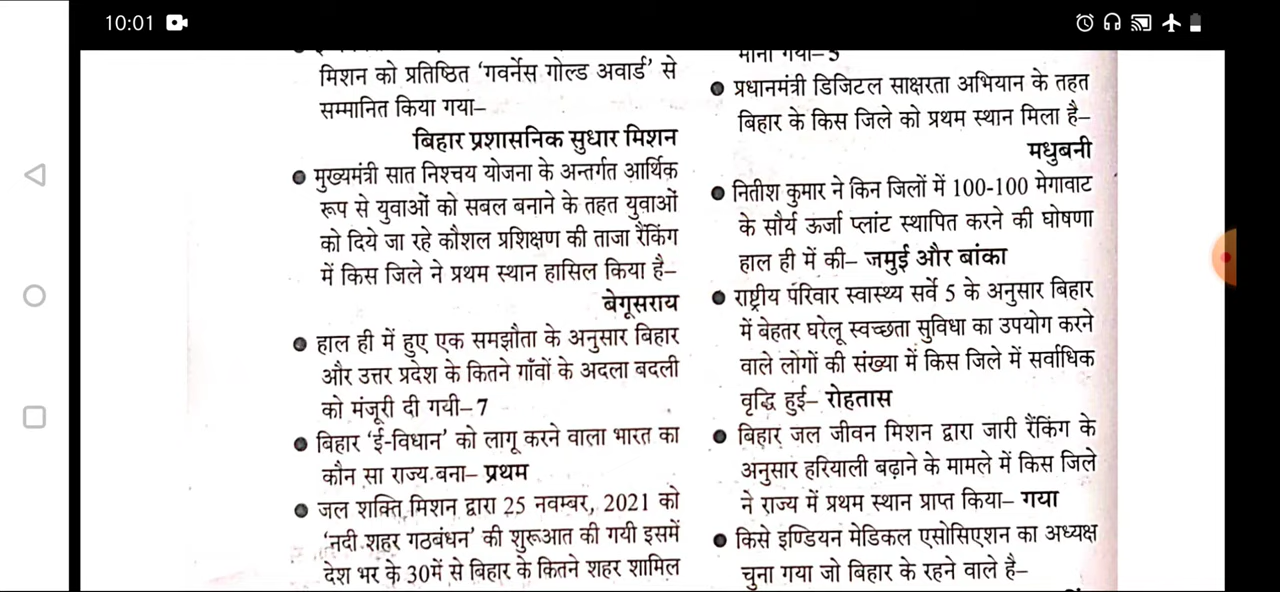 10:01
मिशन को प्रतिष्ठित ‘गवर्नेस गोल्ड अवार्ड’ से
सम्मानित किया गया–
बिहार प्रशासनिक सुधार मिशन
● मुख्यमंत्री सात निश्चय योजना के अन्तर्गत आर्थिक
रूप से युवाओं को सबल बनाने के तहत युवाओं
को दिये जा रहे कौशल प्रशिक्षण की ताजा रैंकिंग
में किस जिले ने प्रथम स्थान हासिल किया है–
बेगूसराय
● हाल ही में हुए एक समझौता के अनुसार बिहार
और उत्तर प्रदेश के कितने गाँवों के अदला बदली
को मंजूरी दी गयी–7
● बिहार ‘ई-विधान’ को लागू करने वाला भारत का
कौन सा राज्य बना– प्रथम
● जल शक्ति मिशन द्वारा 25 नवम्बर, 2021 को
‘नदी शहर गठबंधन’ की शुरूआत की गयी इसमें
देश भर के 30में से बिहार के कितने शहर शामिल
माना गया–5
● प्रधानमंत्री डिजिटल साक्षरता अभियान के तहत
बिहार के किस जिले को प्रथम स्थान मिला है–
मधुबनी
● नितीश कुमार ने किन जिलों में 100-100 मेगावाट
के सौर्य ऊर्जा प्लांट स्थापित करने की घोषणा
हाल ही में की– जमुई और बांका
● राष्ट्रीय परिवार स्वास्थ्य सर्वे 5 के अनुसार बिहार
में बेहतर घरेलू स्वच्छता सुविधा का उपयोग करने
वाले लोगों की संख्या में किस जिले में सर्वाधिक
वृद्धि हुई– रोहतास
● बिहार जल जीवन मिशन द्वारा जारी रैंकिंग के
अनुसार हरियाली बढ़ाने के मामले में किस जिले
ने राज्य में प्रथम स्थान प्राप्त किया– गया
● किसे इण्डियन मेडिकल एसोसिएशन का अध्यक्ष
चुना गया जो बिहार के रहने वाले है–